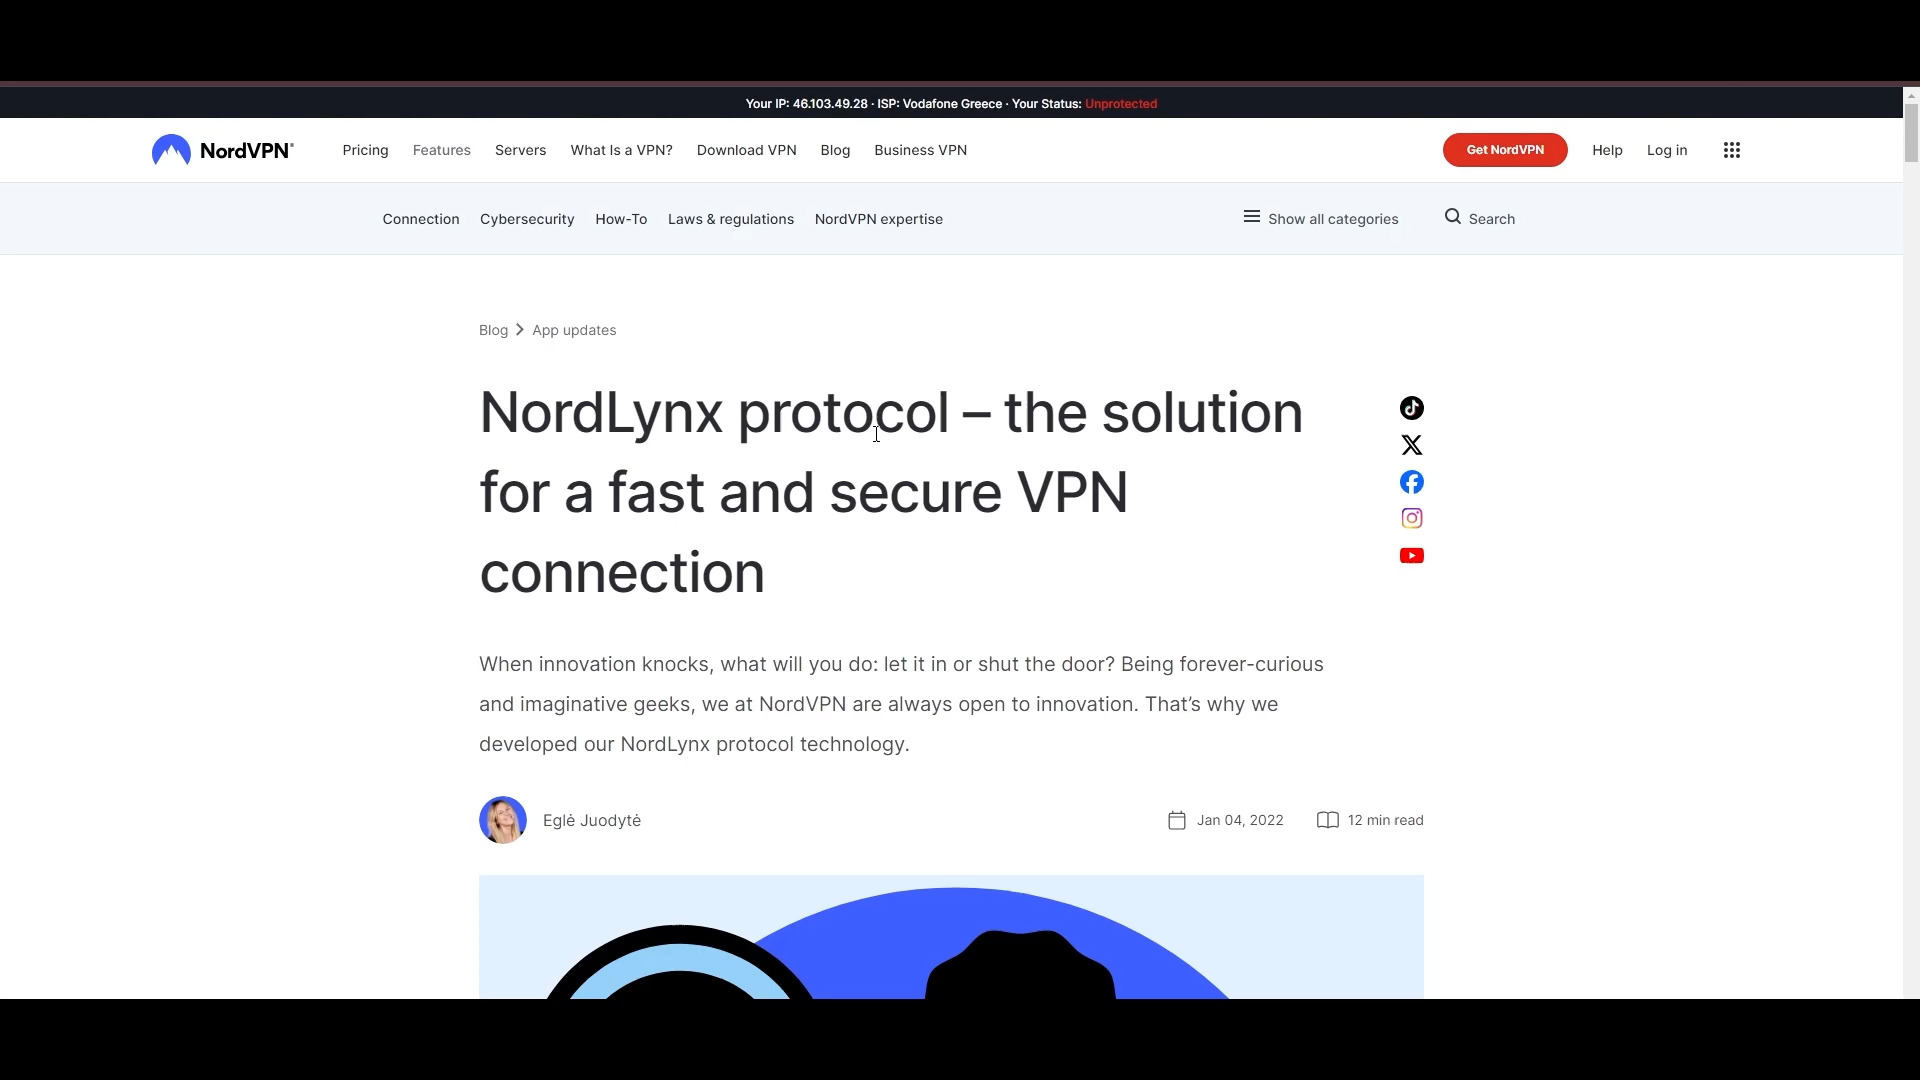 Your IP: 46.103.49.28 · ISP: Vodafone Greece · Your Status: Unprotected
NordVPN® Pricing Features Servers What Is a VPN? Download VPN Blog Business VPN Get NordVPN Help Log in
Connection Cybersecurity How-To Laws & regulations NordVPN expertise Show all categories Search
Blog App updates
NordLynx protocol – the solution
for a fast and secure VPN
connection
When innovation knocks, what will you do: let it in or shut the door? Being forever-curious
and imaginative geeks, we at NordVPN are always open to innovation. That’s why we
developed our NordLynx protocol technology.
Eglė Juodytė Jan 04, 2022 12 min read